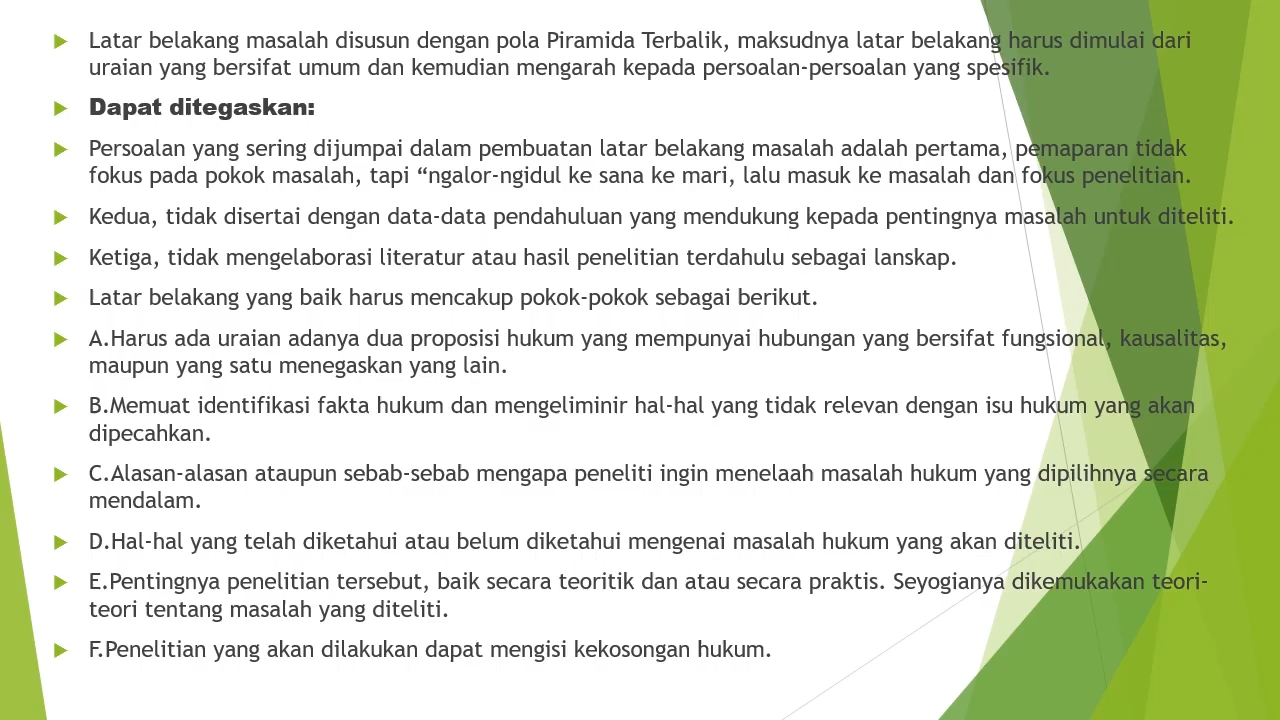 Latar belakang masalah disusun dengan pola Piramida Terbalik, maksudnya latar belakang harus dimulai dari
uraian yang bersifat umum dan kemudian mengarah kepada persoalan-persoalan yang spesifik.
Dapat ditegaskan:
Persoalan yang sering dijumpai dalam pembuatan latar belakang masalah adalah pertama, pemaparan tidak
fokus pada pokok masalah, tapi “ngalor-ngidul ke sana ke mari, lalu masuk ke masalah dan fokus penelitian.
Kedua, tidak disertai dengan data-data pendahuluan yang mendukung kepada pentingnya masalah untuk diteliti.
Ketiga, tidak mengelaborasi literatur atau hasil penelitian terdahulu sebagai lanskap.
Latar belakang yang baik harus mencakup pokok-pokok sebagai berikut.
A.Harus ada uraian adanya dua proposisi hukum yang mempunyai hubungan yang bersifat fungsional, kausalitas,
maupun yang satu menegaskan yang lain.
B.Memuat identifikasi fakta hukum dan mengeliminir hal-hal yang tidak relevan dengan isu hukum yang akan
dipecahkan.
C.Alasan-alasan ataupun sebab-sebab mengapa peneliti ingin menelaah masalah hukum yang dipilihnya secara
mendalam.
D.Hal-hal yang telah diketahui atau belum diketahui mengenai masalah hukum yang akan diteliti.
E.Pentingnya penelitian tersebut, baik secara teoritik dan atau secara praktis. Seyogianya dikemukakan teori-
teori tentang masalah yang diteliti.
F.Penelitian yang akan dilakukan dapat mengisi kekosongan hukum.